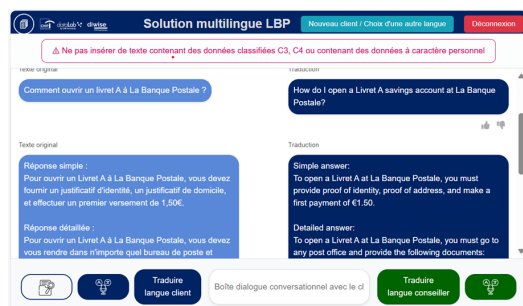 datalab diwise Solution multilingue LBP Nouveau client / Choix d'une autre langue Déconnexion
⚠ Ne pas insérer de texte contenant des données classifiées C3, C4 ou contenant des données à caractère personnel
Texte original Traduction
Comment ouvrir un livret A à La Banque Postale ?
How do I open a Livret A savings account at La Banque
Postale?
Texte original Traduction
Réponse simple :
Pour ouvrir un Livret A à La Banque Postale, vous devez
fournir un justificatif d'identité, un justificatif de domicile,
et effectuer un premier versement de 1,50€.
Réponse détaillée :
Pour ouvrir un Livret A à La Banque Postale, vous devez
vous rendre dans n'importe quel bureau de poste et
Simple answer:
To open a Livret A at La Banque Postale, you must
provide proof of identity, proof of address, and make a
first payment of €1.50.
Detailed answer:
To open a Livret A at La Banque Postale, you must go to
any post office and provide the following documents:
Traduire
langue client
Boîte dialogue conversationnel avec le cl
Traduire
langue conseiller